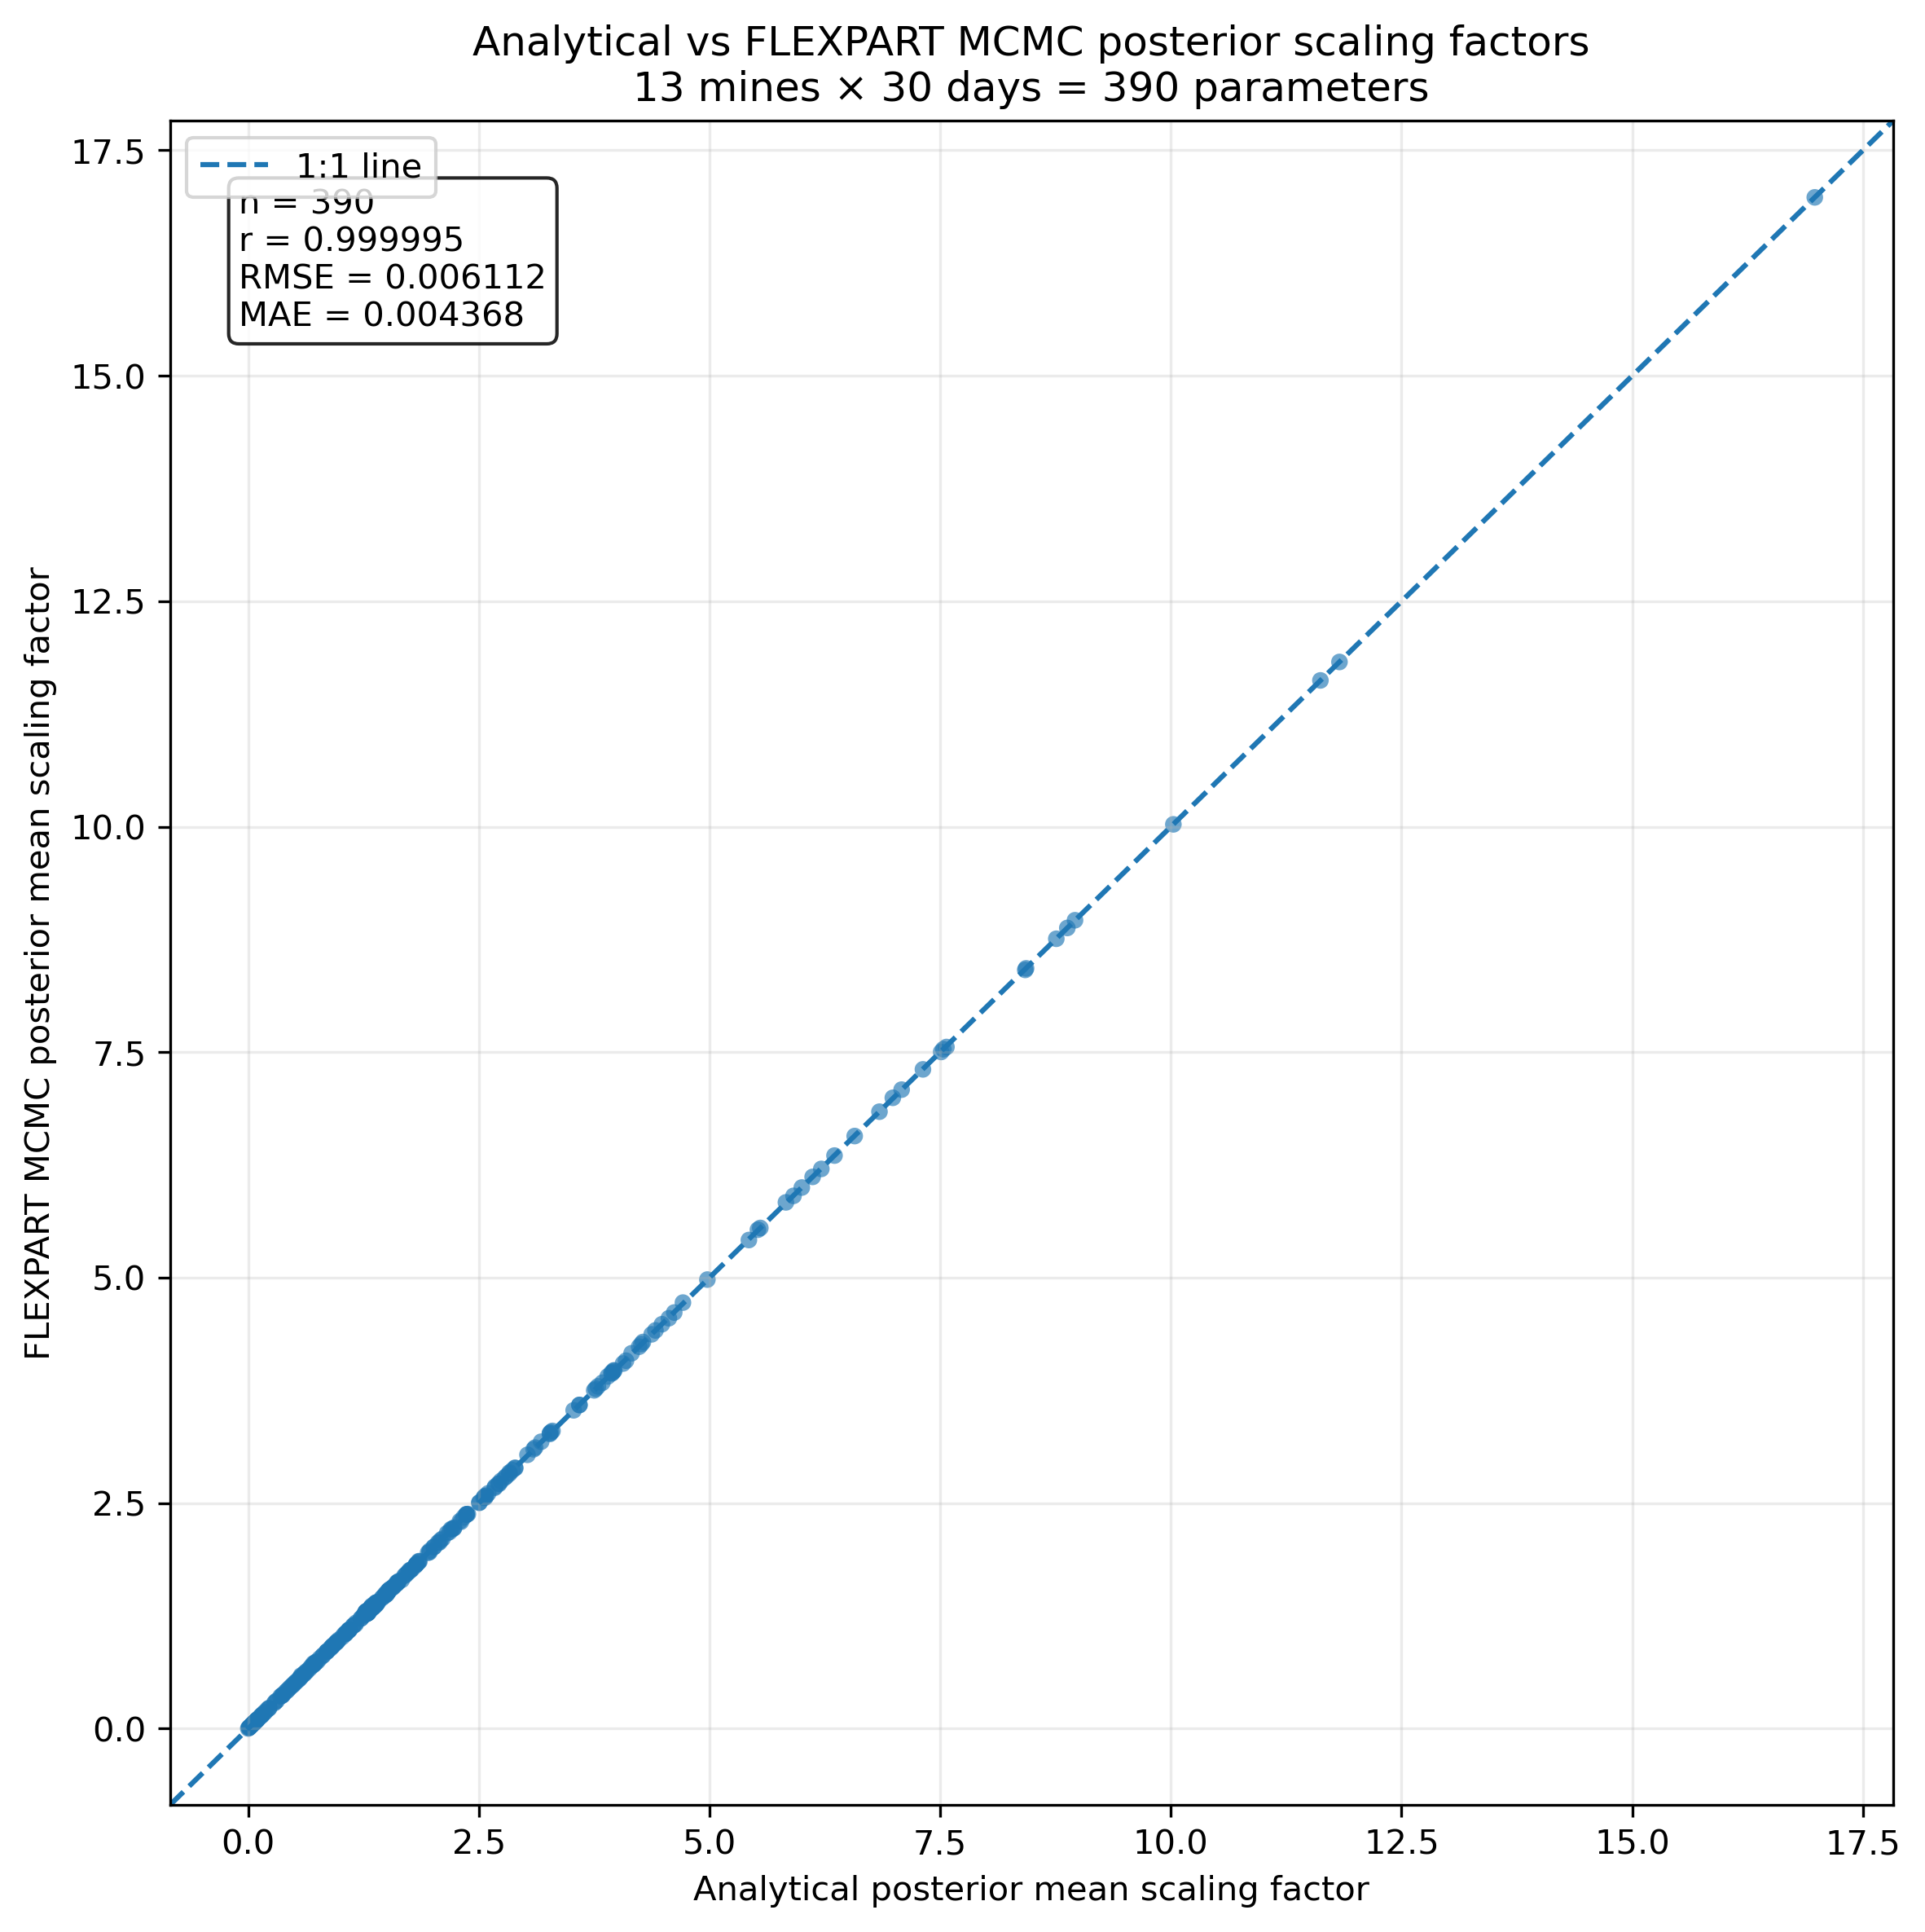 Analytical vs FLEXPART MCMC posterior scaling factors
13 mines × 30 days = 390 parameters
1:1 line
n = 390
r = 0.999995
RMSE = 0.006112
MAE = 0.004368
FLEXPART MCMC posterior mean scaling factor
17.5
15.0
12.5
10.0
7.5
5.0
2.5
0.0
0.0 2.5 5.0 7.5 10.0 12.5 15.0 17.5
Analytical posterior mean scaling factor